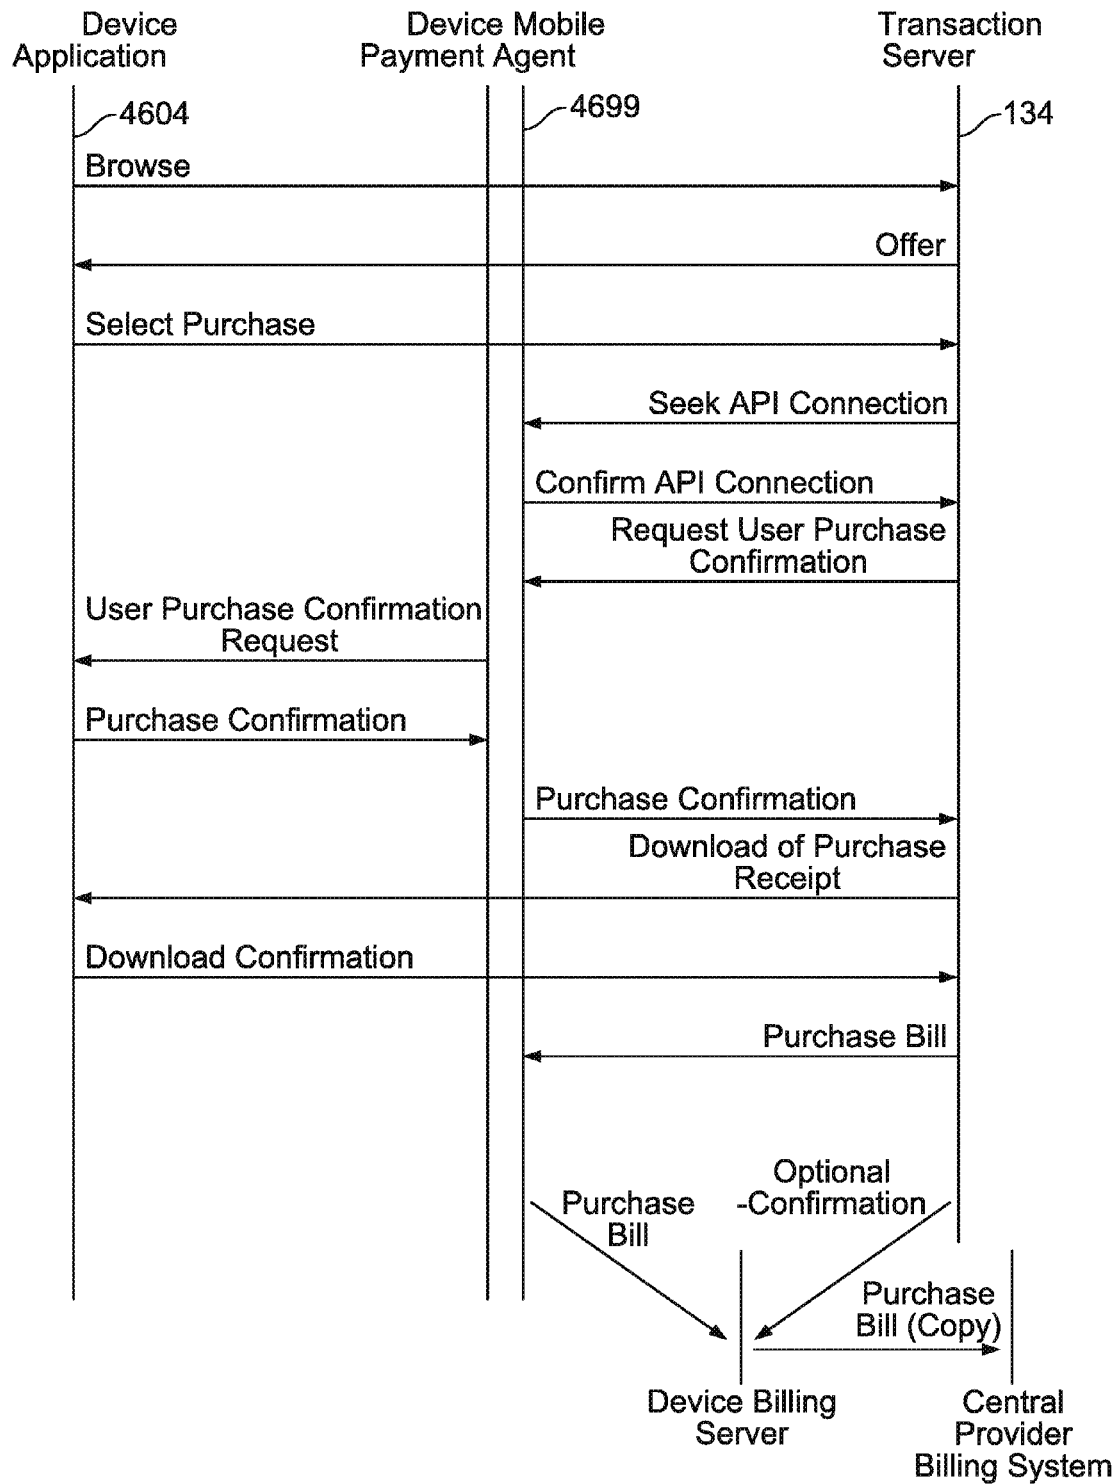 Device
Application
Device Mobile
Payment Agent
Transaction
Server
4604
4699
134
Browse
Offer
Select Purchase
Seek API Connection
Confirm API Connection
Request User Purchase
Confirmation
User Purchase Confirmation
Request
Purchase Confirmation
Purchase Confirmation
Download of Purchase
Receipt
Download Confirmation
Purchase Bill
Purchase
Bill
Optional
-Confirmation
Purchase
Bill (Copy)
Device Billing
Server
Central
Provider
Billing System